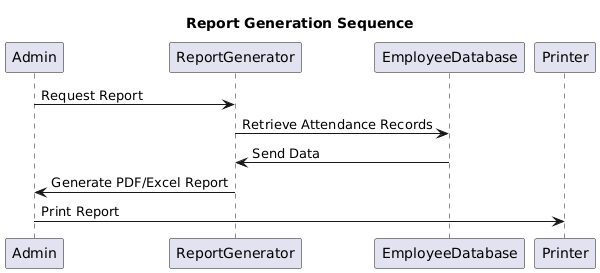 Report Generation Sequence
Admin ReportGenerator EmployeeDatabase Printer
Request Report
Retrieve Attendance Records
Send Data
Generate PDF/Excel Report
Print Report
Admin ReportGenerator EmployeeDatabase Printer